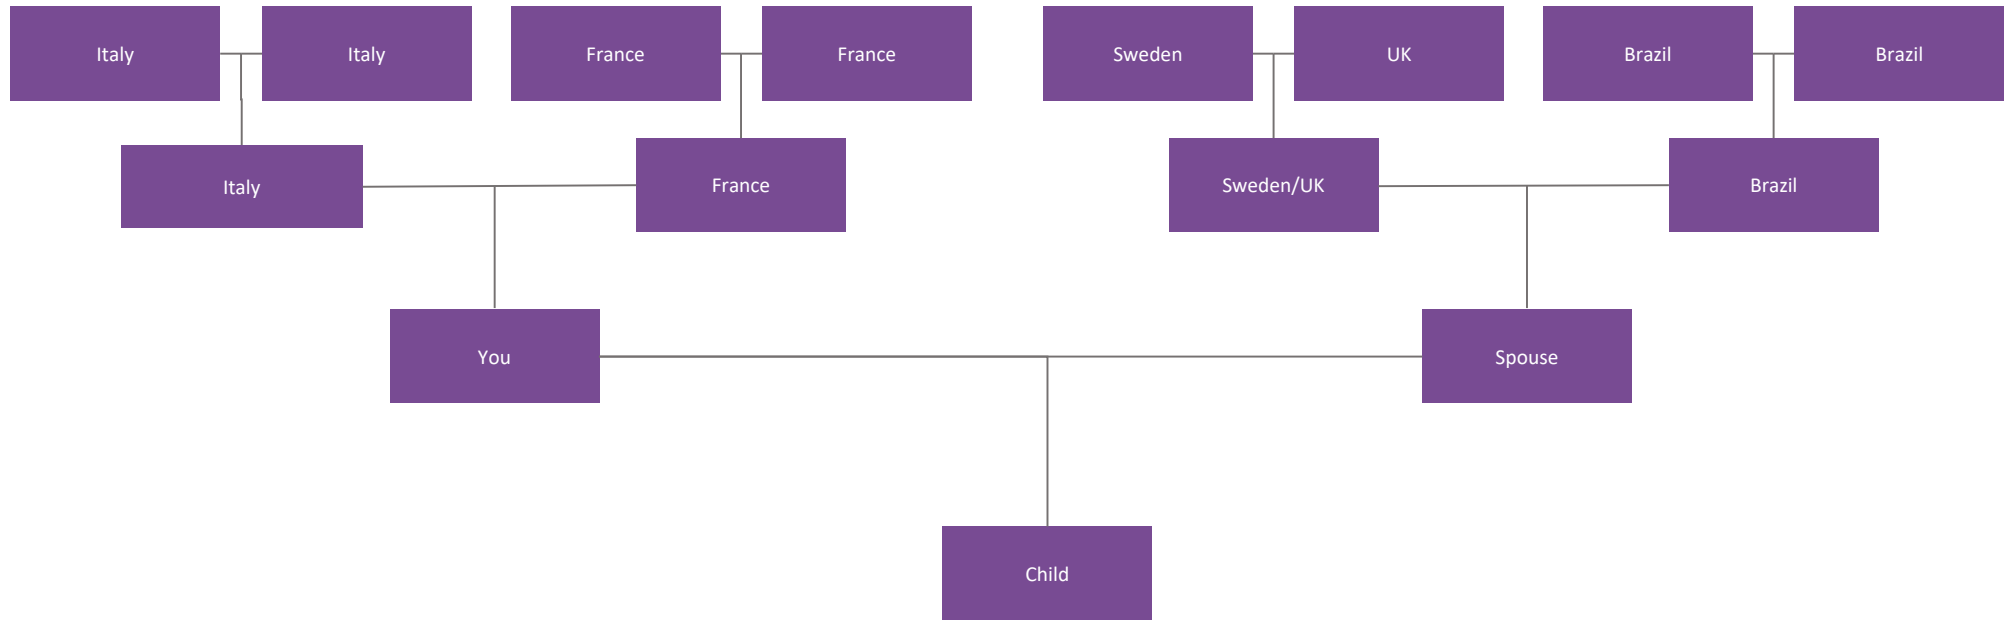 Italy
Italy
France
France
Sweden
UK
Brazil
Brazil
Italy
France
Sweden/UK
Brazil
You
Spouse
Child